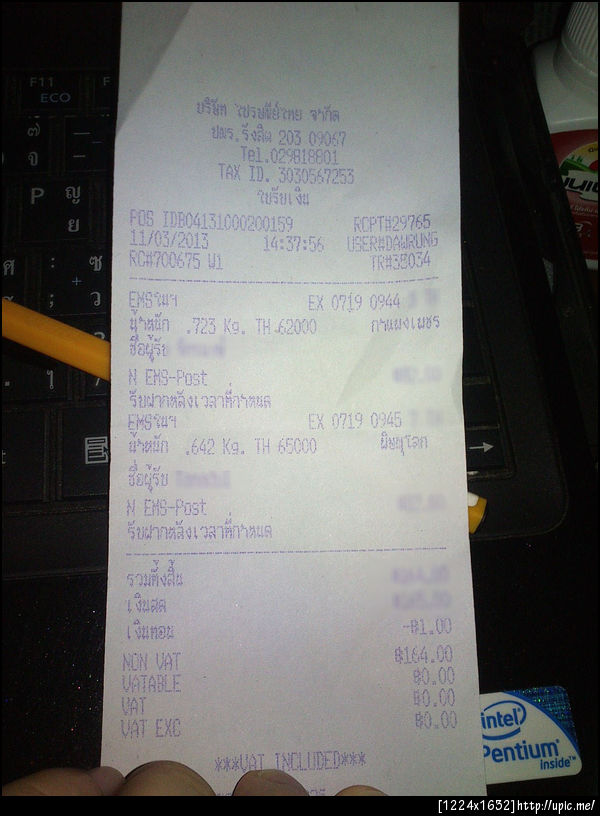 บริษัท ไปรษณีย์ไทย จำกัด
ปพร.รังสิต 203 09067
Tel.029818801
TAX ID. 3030567253
ใบรับเงิน
POS IDB04131000200159 RCPT#29765
11/03/2013 14:37:56 USER#DAWRUNG
RC#700675 W1 TR#38034
EMSในฯ EX 0719 0944
น้ำหนัก .723 Kg. TH 62000 กำแพงเพชร
ชื่อผู้รับ
N EMS-Post
รับฝากหลังเวลาที่กำหนด
EMSในฯ EX 0719 0945
น้ำหนัก .642 Kg. TH 65000 พิษณุโลก
ชื่อผู้รับ
N EMS-Post
รับฝากหลังเวลาที่กำหนด
รวมทั้งสิ้น
เงินสด
เงินทอน -฿1.00
NON VAT ฿164.00
VATABLE ฿0.00
VAT ฿0.00
VAT EXC ฿0.00
***VAT INCLUDED***
F11
ECO
P
intel
Pentium
inside™
[1224x1632]http://upic.me/